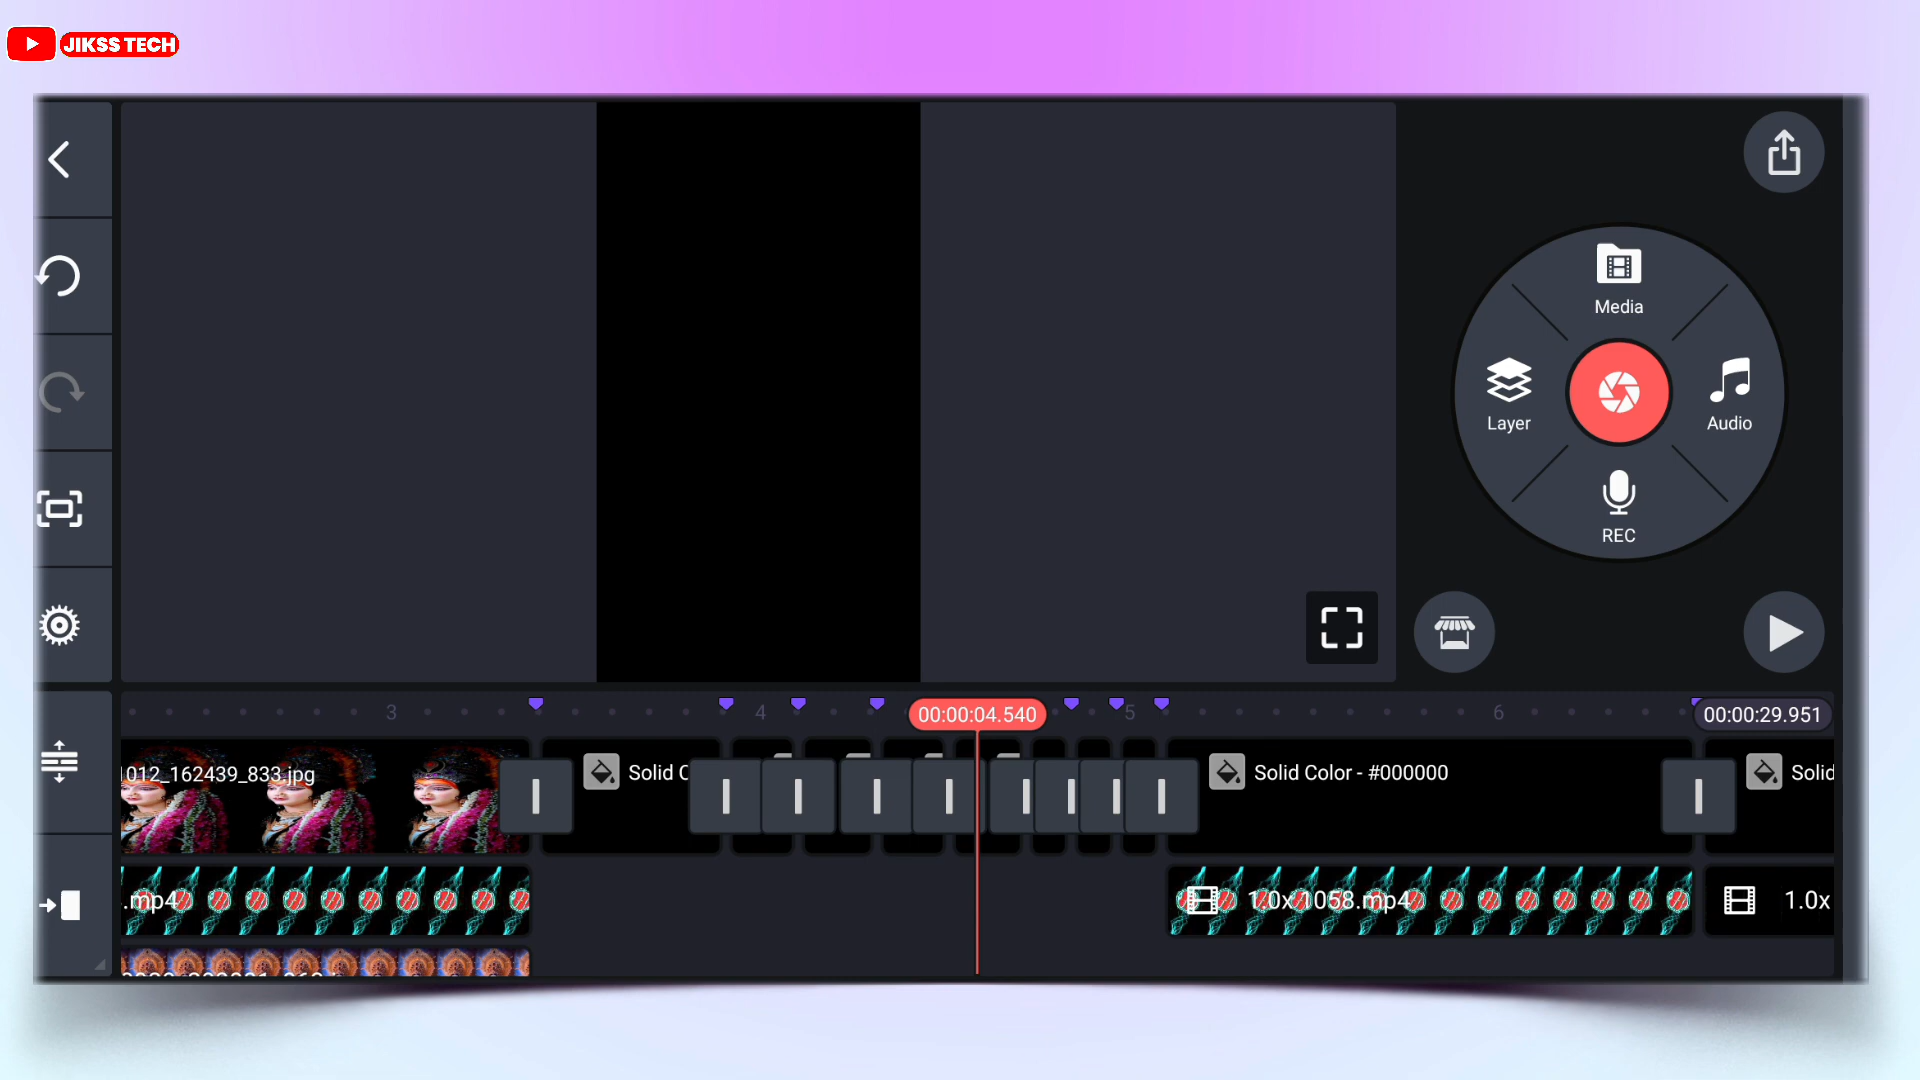 JIKSS TECH
Media
Layer
Audio
REC
3
4
00:00:04.540
5
6
00:00:29.951
1012_162439_833.jpg
Solid C
Solid Color - #000000
Solid
.mp4
1.0x 1058.mp4
1.0x